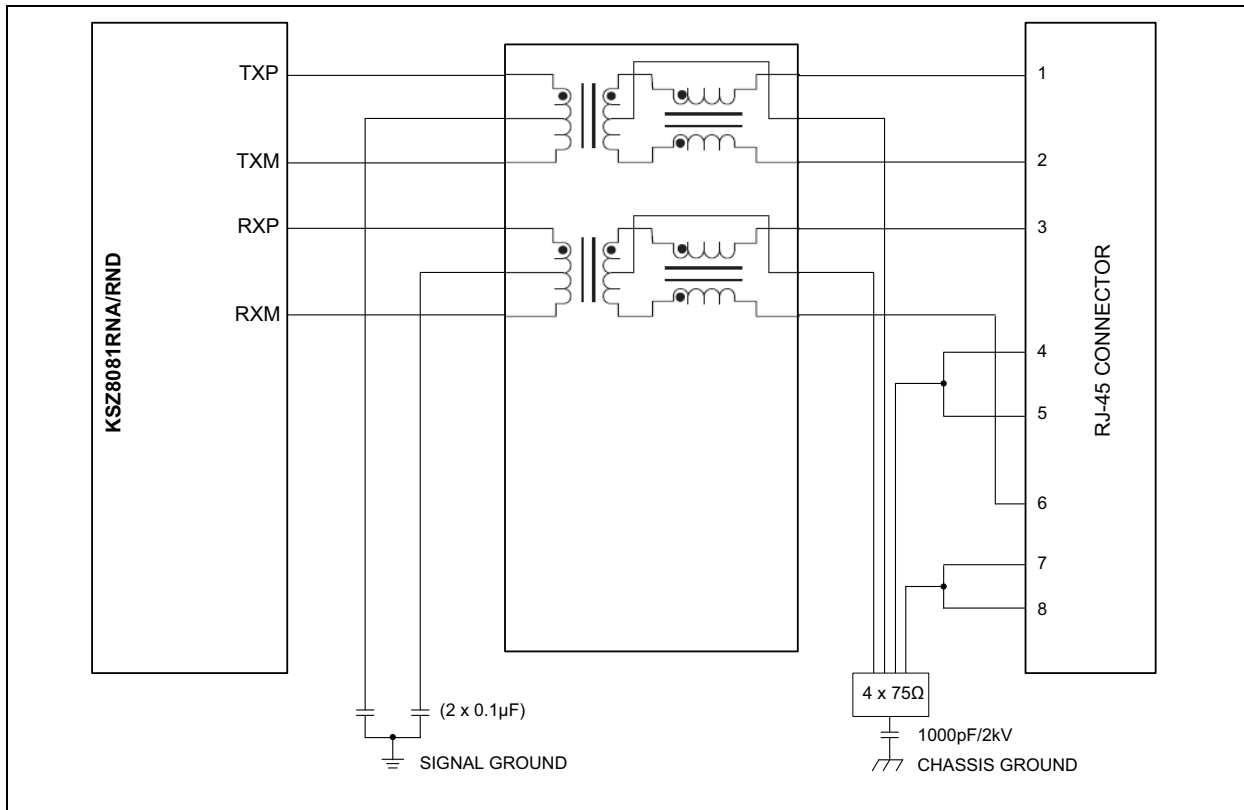 KSZ8081RNA/RND
TXP
TXM
RXP
RXM
1
2
3
4
5
6
7
8
RJ-45 CONNECTOR
(2 x 0.1µF)
SIGNAL GROUND
4 x 75Ω
1000pF/2kV
CHASSIS GROUND